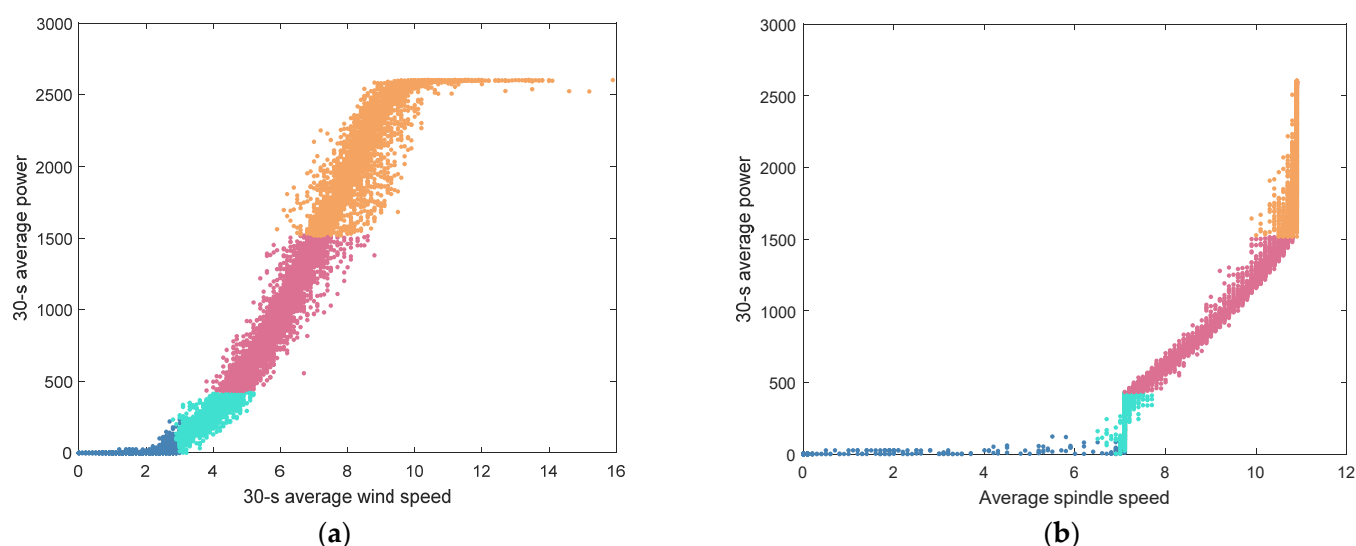 3000
2500
2000
1500
1000
500
0
30-s average power
0 2 4 6 8 10 12 14 16
30-s average wind speed
(a)
3000
2500
2000
1500
1000
500
0
30-s average power
0 2 4 6 8 10 12
Average spindle speed
(b)